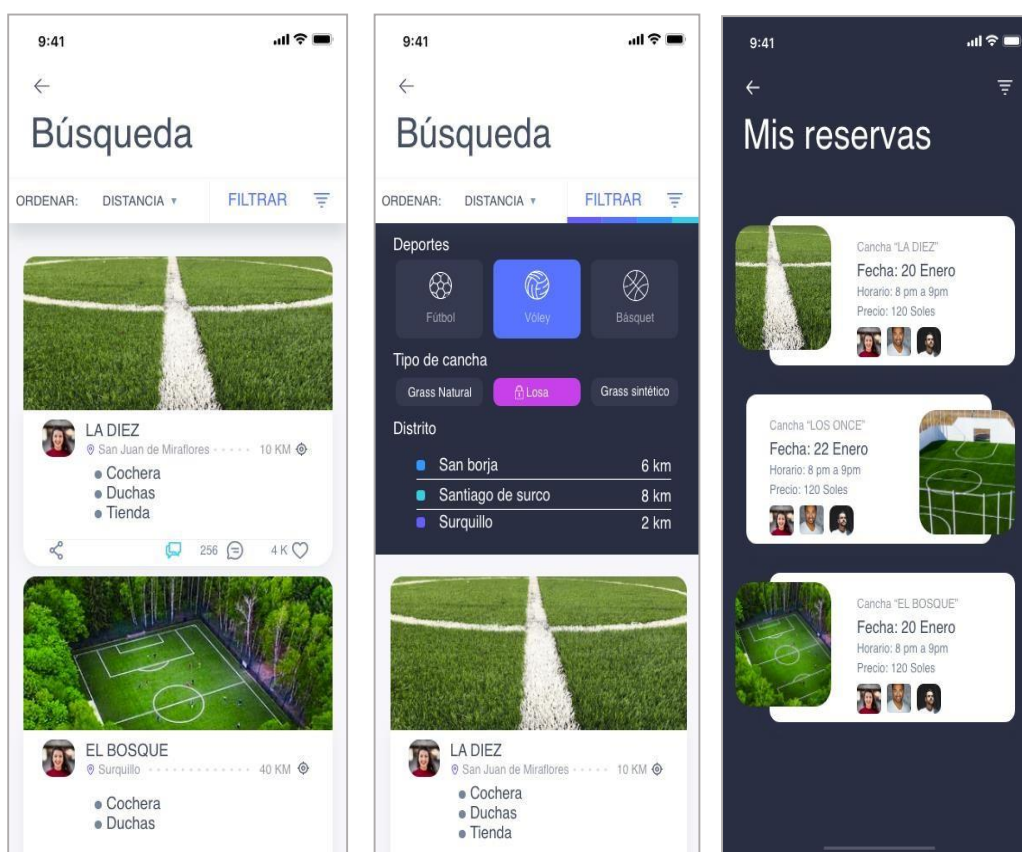 9:41
Búsqueda
ORDENAR: DISTANCIA ▼ FILTRAR
LA DIEZ
San Juan de Miraflores 10 KM
• Cochera
• Duchas
• Tienda
256 4 K
EL BOSQUE
Surquillo 40 KM
• Cochera
• Duchas
9:41
Búsqueda
ORDENAR: DISTANCIA ▼ FILTRAR
Deportes
Fútbol Vóley Básquet
Tipo de cancha
Grass Natural Losa Grass sintético
Distrito
San borja 6 km
Santiago de surco 8 km
Surquillo 2 km
LA DIEZ
San Juan de Miraflores 10 KM
• Cochera
• Duchas
• Tienda
9:41
Mis reservas
Cancha “LA DIEZ”
Fecha: 20 Enero
Horario: 8 pm a 9pm
Precio: 120 Soles
Cancha “LOS ONCE”
Fecha: 22 Enero
Horario: 8 pm a 9pm
Precio: 120 Soles
Cancha “EL BOSQUE”
Fecha: 20 Enero
Horario: 8 pm a 9pm
Precio: 120 Soles